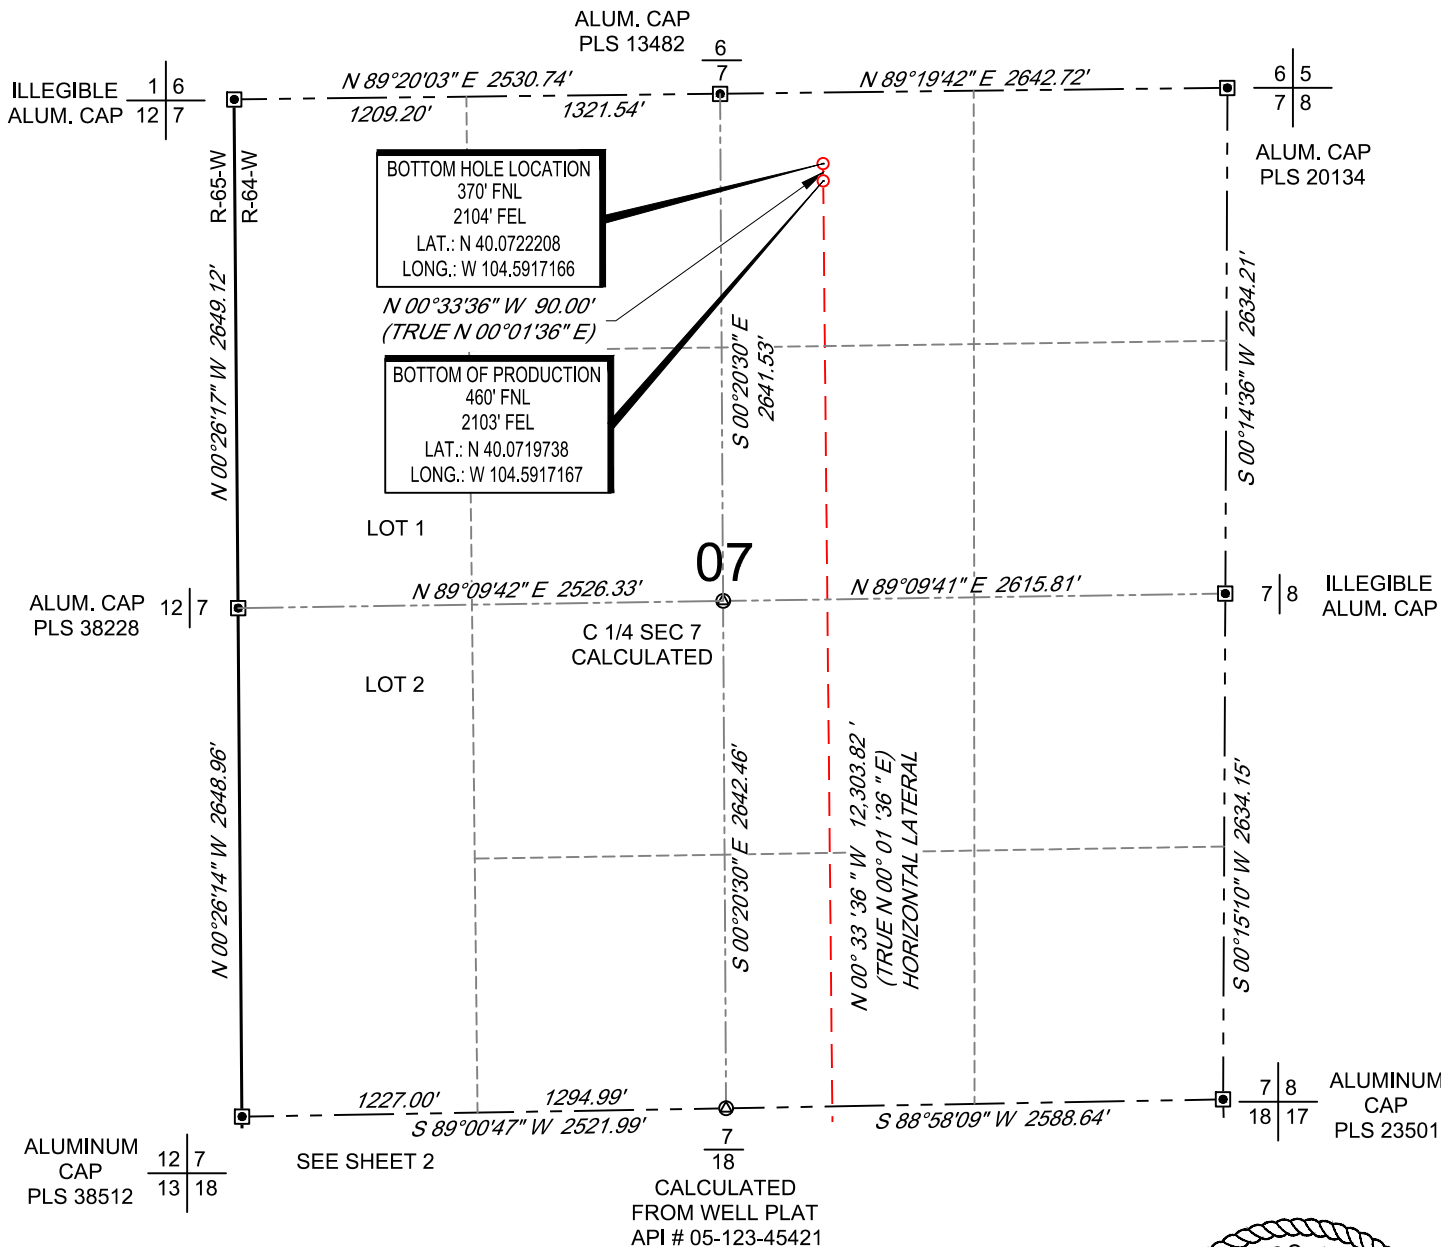 ALUM. CAP
PLS 13482
6
7
N 89°20'03" E 2530.74'
N 89°19'42" E 2642.72'
ILLEGIBLE
ALUM. CAP
1 6
12 7
1209.20'
1321.54'
6 5
7 8
ALUM. CAP
PLS 20134
R-65-W
R-64-W
BOTTOM HOLE LOCATION
370' FNL
2104' FEL
LAT.: N 40.0722208
LONG.: W 104.5917166
N 00°33'36" W 90.00'
(TRUE N 00°01'36" E)
BOTTOM OF PRODUCTION
460' FNL
2103' FEL
LAT.: N 40.0719738
LONG.: W 104.5917167
N 00°26'17" W 2649.12'
S 00°20'30" E
2641.53'
S 00°14'36" W 2634.21'
LOT 1
07
N 89°09'42" E 2526.33'
N 89°09'41" E 2615.81'
ALUM. CAP
PLS 38228
12 7
7 8
ILLEGIBLE
ALUM. CAP
C 1/4 SEC 7
CALCULATED
LOT 2
N 00°26'14" W 2648.96'
S 00°20'30" E 2642.46'
N 00° 33 '36 " W 12,303.82 '
(TRUE N 00° 01 '36 " E)
HORIZONTAL LATERAL
S 00°15'10" W 2634.15'
1227.00'
1294.99'
S 89°00'47" W 2521.99'
S 88°58'09" W 2588.64'
7 8
18 17
ALUMINUM
CAP
PLS 23501
ALUMINUM
CAP
PLS 38512
12 7
13 18
SEE SHEET 2
7
18
CALCULATED
FROM WELL PLAT
API # 05-123-45421